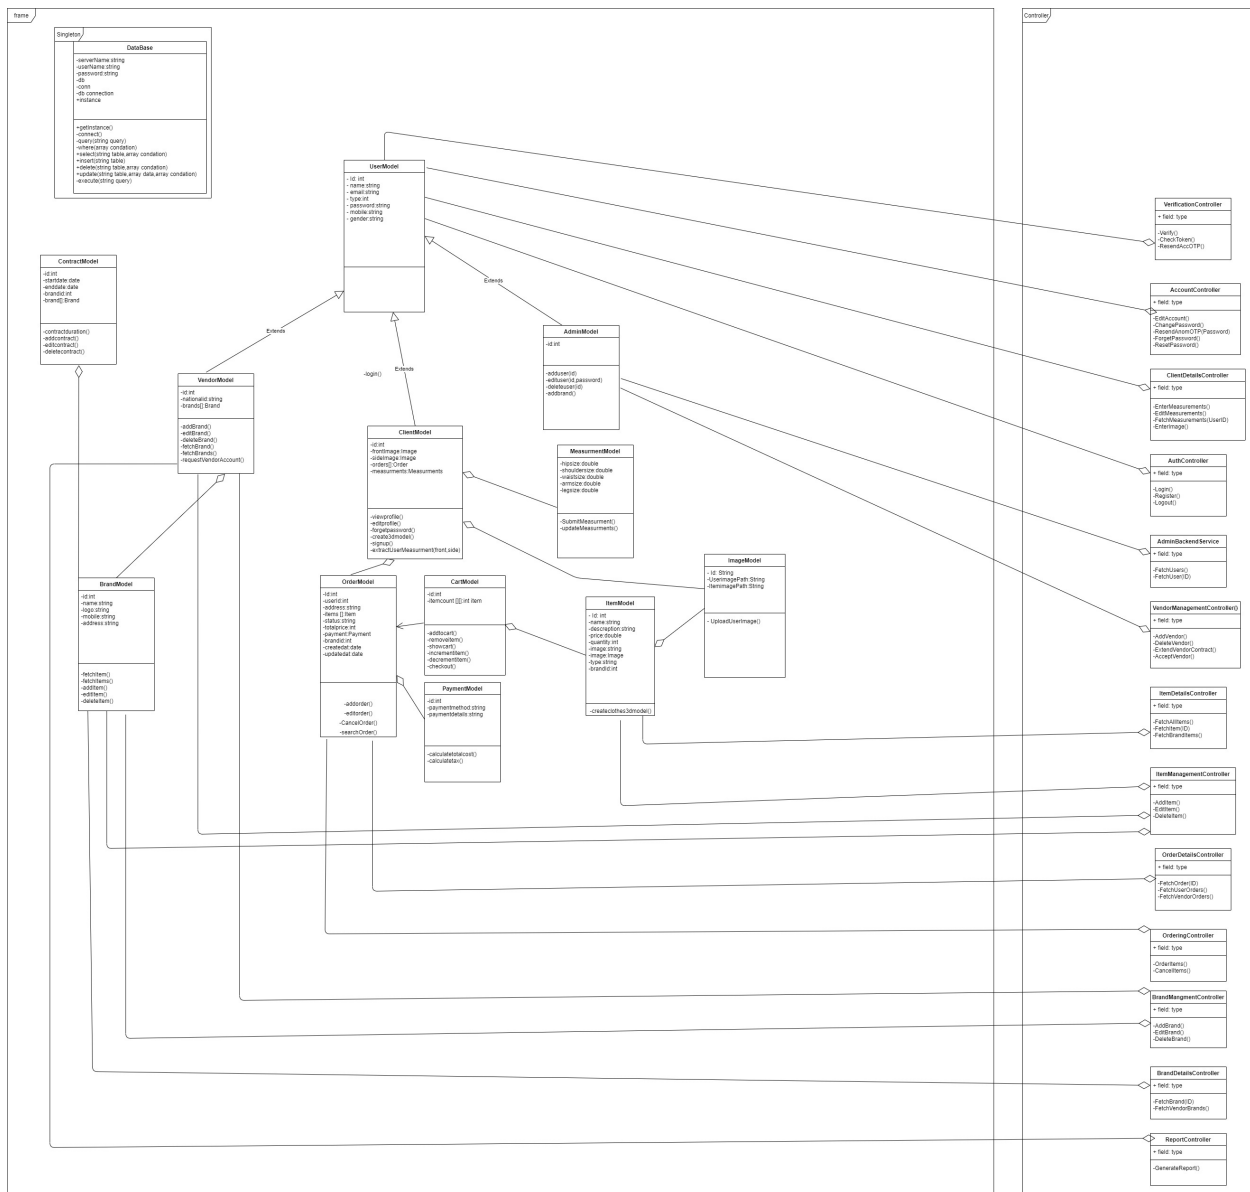 frame
Controller
Singleton
DataBase
-serverName:string
-userName:string
-password:string
-db
-conn
-db connection
+instance
+getInstance()
-connect()
-query(string query)
-where(array condation)
+select(string table,array condation)
+insert(string table)
+delete(string table,array condation)
+update(string table,array data,array condation)
-execute(string query)
UserModel
- Id: int
- name:string
- email:string
- type:int
- password:string
- mobile:string
- gender:string
ContractModel
-id:int
-startdate:date
-enddate:date
-brandid:int
-brand[]:Brand
-contractduration()
-addcontract()
-editcontract()
-deletecontract()
Extends
Extends
Extends
-login()
VendorModel
-id:int
-nationalid:string
-brands[]:Brand
-addBrand()
-editBrand()
-deleteBrand()
-fetchBrand()
-fetchBrands()
-requestVendorAccount()
AdminModel
-id:int
-adduser(id)
-edituser(id,password)
-deleteuser(id)
-addbrand()
ClientModel
-id:int
-frontImage:Image
-sideImage:Image
-orders[]:Order
-measurments:Measurments
-viewprofile()
-editprofile()
-forgetpassword()
-create3dmodel()
-signup()
-extractUserMeasurment(front,side)
MeasurmentModel
-hipsize:double
-shouldersize:double
-waistsize:double
-armsize:double
-legsize:double
-SubmitMeasurment()
-updateMeasurments()
BrandModel
-id:int
-name:string
-logo:string
-mobile:string
-address:string
-fetchItem()
-fetchItems()
-addItem()
-editItem()
-deleteItem()
OrderModel
-Id:int
-userId:int
-address:string
-items []:Item
-status:string
-totalprice:int
-payment:Payment
-brandid:int
-createdat:date
-updatedat:date
-addorder()
-editorder()
-CancelOrder()
-searchOrder()
CartModel
-id:int
-itemcount [][]:int item
-addtocart()
-removeitem()
-showcart()
-incrementitem()
-decrementitem()
-checkout()
PaymentModel
-id:int
-paymentmethod:string
-paymentdetails:string
-calculatetotalcost()
-calculatetax()
ItemModel
- Id: int
-name:string
-description:string
-price:double
-quantity:int
-image:string
-image:Image
-type:string
-brandId:int
-createclothes3dmodel()
ImageModel
- Id: String
-UserimagePath:String
-ItemimagePath:String
- UploadUserImage()
VerificationController
+ field: type
-Verify()
-CheckToken()
-ResendAccOTP()
AccountController
+ field: type
-EditAccount()
-ChangePassword()
-ResendAnomOTP(Password)
-ForgetPassword()
-ResetPassword()
ClientDetailsController
+ field: type
-EnterMeasurements()
-EditMeasurements()
-FetchMeasurements(UserID)
-EnterImage()
AuthController
+ field: type
-Login()
-Register()
-Logout()
AdminBackendService
+ field: type
-FetchUsers()
-FetchUser(ID)
VendorManagementController()
+ field: type
-AddVendor()
-DeleteVendor()
-ExtendVendorContract()
-AcceptVendor()
ItemDetailsController
+ field: type
-FetchAllItems()
-FetchItem(ID)
-FetchBrandItems()
ItemManagementController
+ field: type
-AddItem()
-EditItem()
-DeleteItem()
OrderDetailsController
+ field: type
-FetchOrder(ID)
-FetchUserOrders()
-FetchVendorOrders()
OrderingController
+ field: type
-OrderItems()
-CancelItems()
BrandMangmentController
+ field: type
-AddBrand()
-EditBrand()
-DeleteBrand()
BrandDetailsController
+ field: type
-FetchBrand(ID)
-FetchVendorBrands()
ReportController
+ field: type
-GenerateReport()